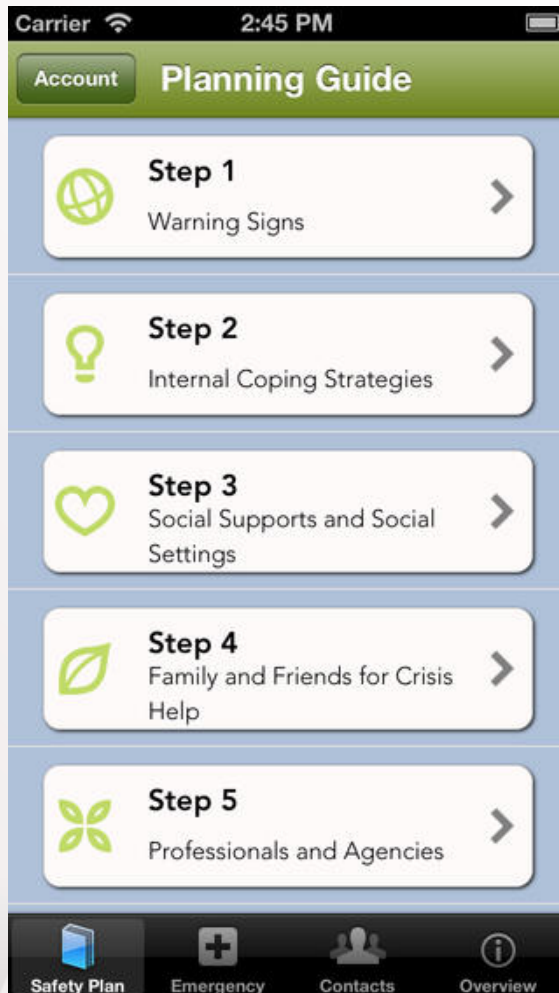 Carrier 2:45 PM
Account Planning Guide
Step 1
Warning Signs
Step 2
Internal Coping Strategies
Step 3
Social Supports and Social
Settings
Step 4
Family and Friends for Crisis
Help
Step 5
Professionals and Agencies
Safety Plan Emergency Contacts Overview